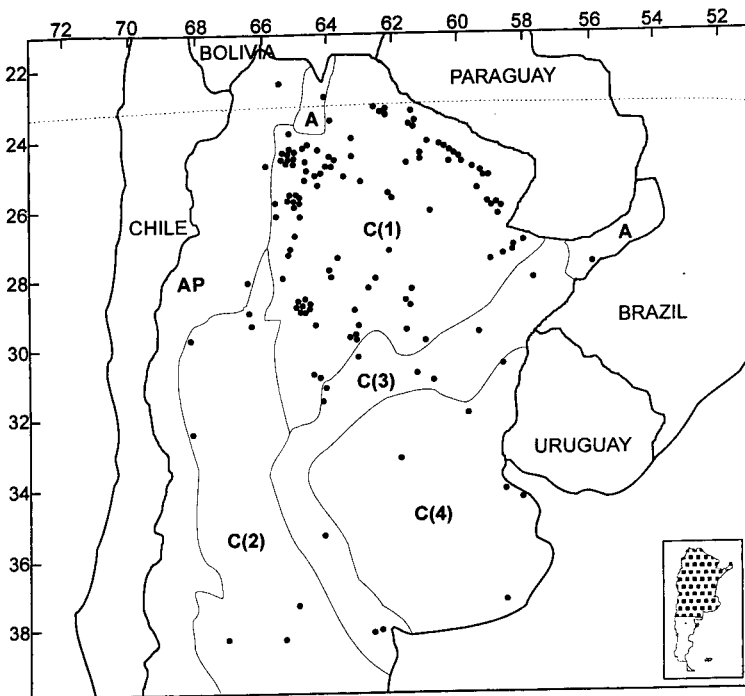 72 70 68 66 64 62 60 58 56 54 52
BOLIVIA
22
PARAGUAY
A
24
26
CHILE
C(1)
A
AP
28
BRAZIL
30
C(3)
32
URUGUAY
34
C(4)
C(2)
36
38